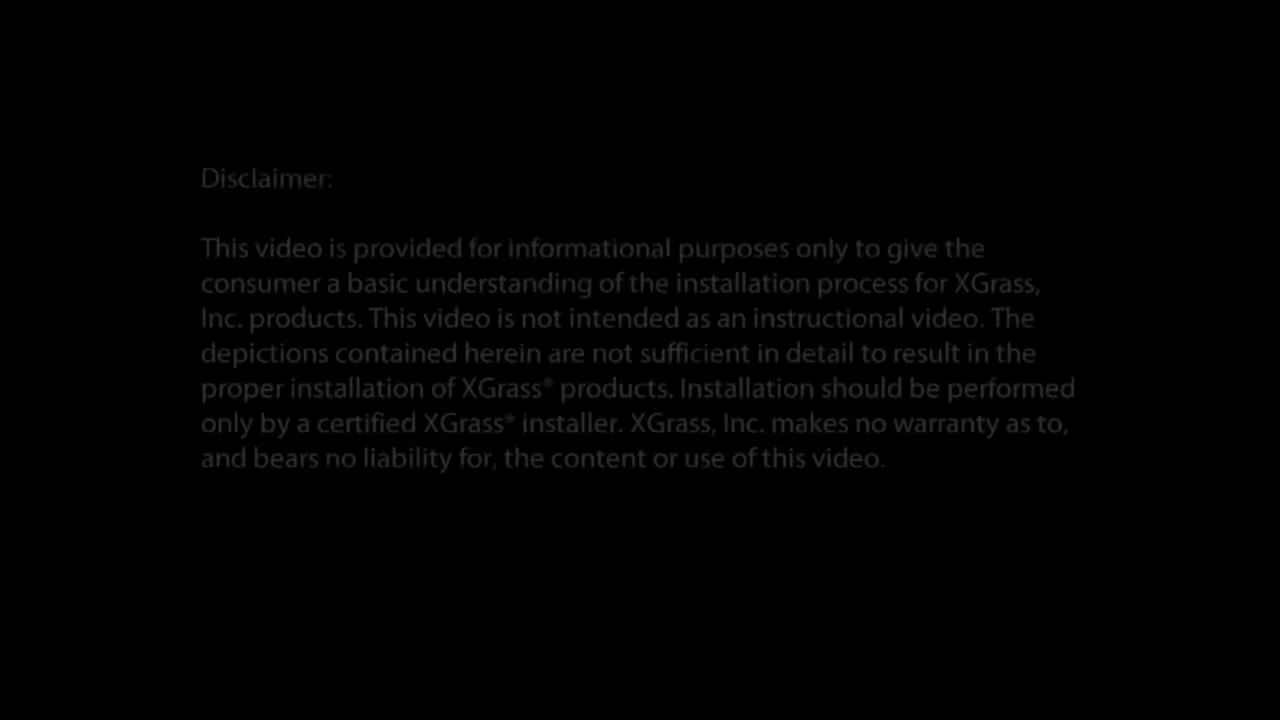 Disclaimer:
This video is provided for informational purposes only to give the
consumer a basic understanding of the installation process for XGrass,
Inc. products. This video is not intended as an instructional video. The
depictions contained herein are not sufficient in detail to result in the
proper installation of XGrass® products. Installation should be performed
only by a certified XGrass® installer. XGrass, Inc. makes no warranty as to,
and bears no liability for, the content or use of this video.